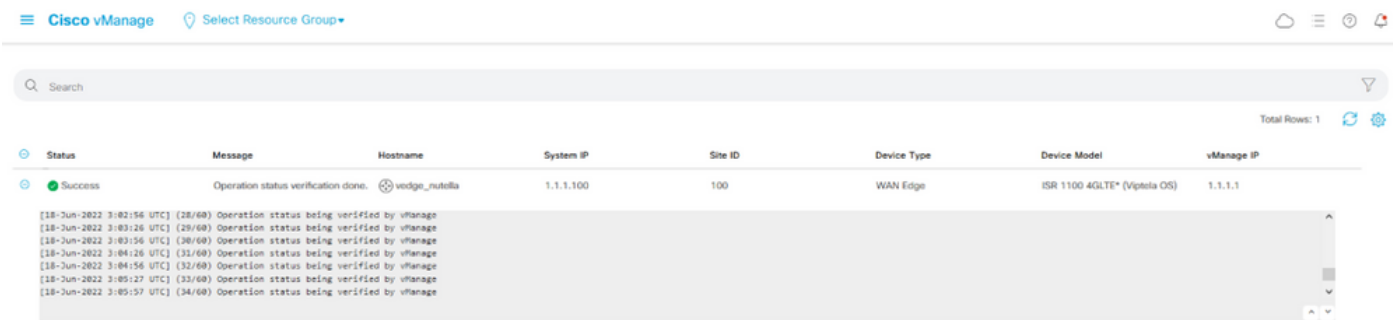 Cisco vManage Select Resource Group▾
Search
Total Rows: 1
Status Message Hostname System IP Site ID Device Type Device Model vManage IP
Success Operation status verification done. vedge_nutella 1.1.1.100 100 WAN Edge ISR 1100 4GLTE* (Viptela OS) 1.1.1.1
[18-Jun-2022 3:02:56 UTC] (28/60) Operation status being verified by vManage
[18-Jun-2022 3:03:26 UTC] (29/60) Operation status being verified by vManage
[18-Jun-2022 3:03:56 UTC] (30/60) Operation status being verified by vManage
[18-Jun-2022 3:04:26 UTC] (31/60) Operation status being verified by vManage
[18-Jun-2022 3:04:56 UTC] (32/60) Operation status being verified by vManage
[18-Jun-2022 3:05:27 UTC] (33/60) Operation status being verified by vManage
[18-Jun-2022 3:05:57 UTC] (34/60) Operation status being verified by vManage